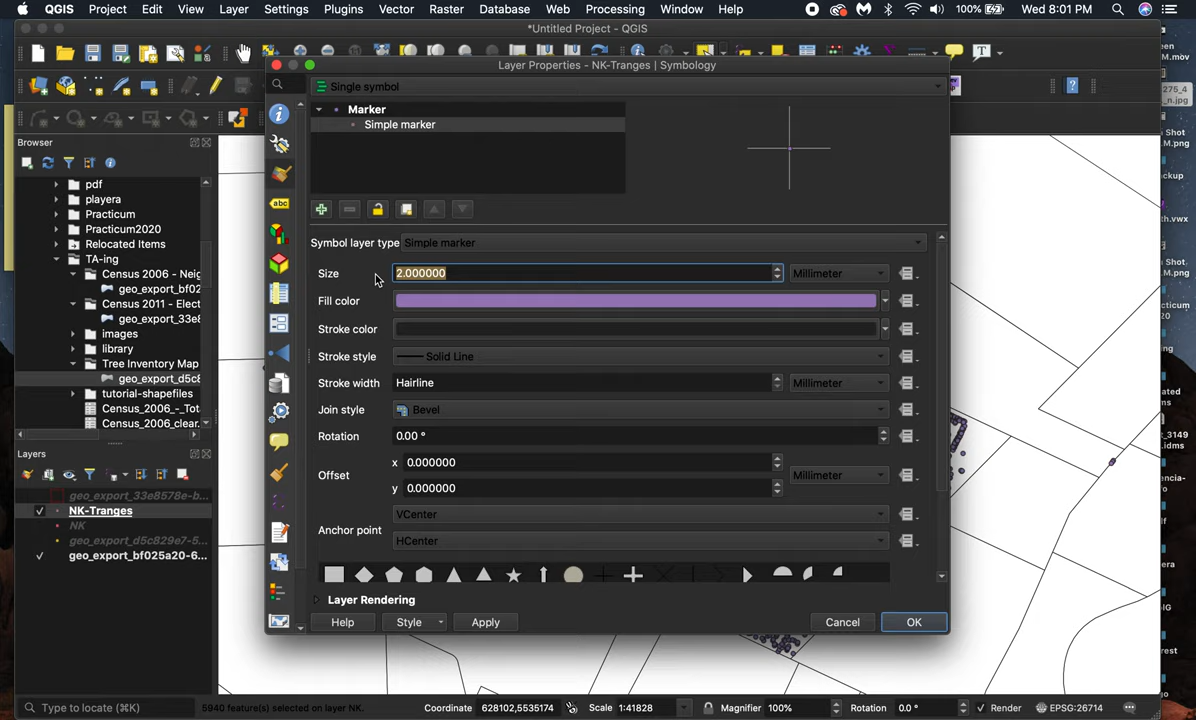 QGIS Project Edit View Layer Settings Plugins Vector Raster Database Web Processing Window Help 100% Wed 8:01 PM
*Untitled Project - QGIS
Layer Properties - NK-Tranges | Symbology
Single symbol
Marker
Simple marker
Browser
pdf
playera
Practicum
Practicum2020
Relocated Items
TA-ing
Census 2006 - Neig
geo_export_bf02
Census 2011 - Elect
geo_export_33e8
images
library
Tree Inventory Map
geo_export_d5c8
tutorial-shapefiles
Census_2006_-_Tot
Census_2006_clear
Layers
geo_export_33e8578e-b...
NK-Tranges
NK
geo_export_d5c829e7-5...
geo_export_bf025a20-6...
Symbol layer type Simple marker
Size 2.000000 Millimeter
Fill color
Stroke color
Stroke style Solid Line
Stroke width Hairline Millimeter
Join style Bevel
Rotation 0.00 °
Offset x 0.000000 Millimeter
y 0.000000
Anchor point VCenter
HCenter
Layer Rendering
Help Style Apply Cancel OK
Type to locate (⌘K) 5940 feature(s) selected on layer NK. Coordinate 628102,5535174 Scale 1:41828 Magnifier 100% Rotation 0.0 ° Render EPSG:26714